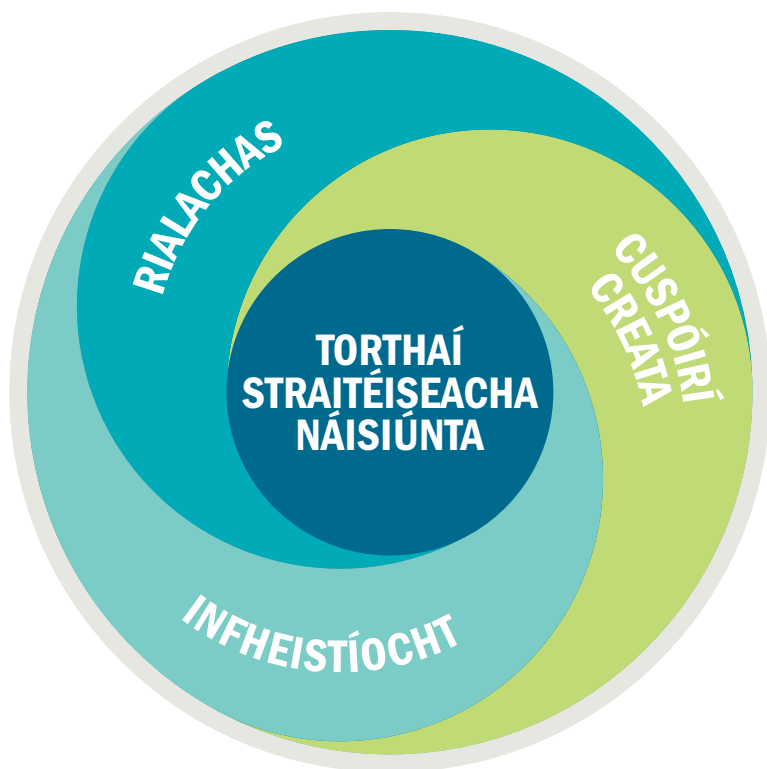 RIALACHAS
CUSPÓIRÍ
CREATA
TORTHAÍ
STRAITÉISEACHA
NÁISIÚNTA
INFHEISTÍOCHT